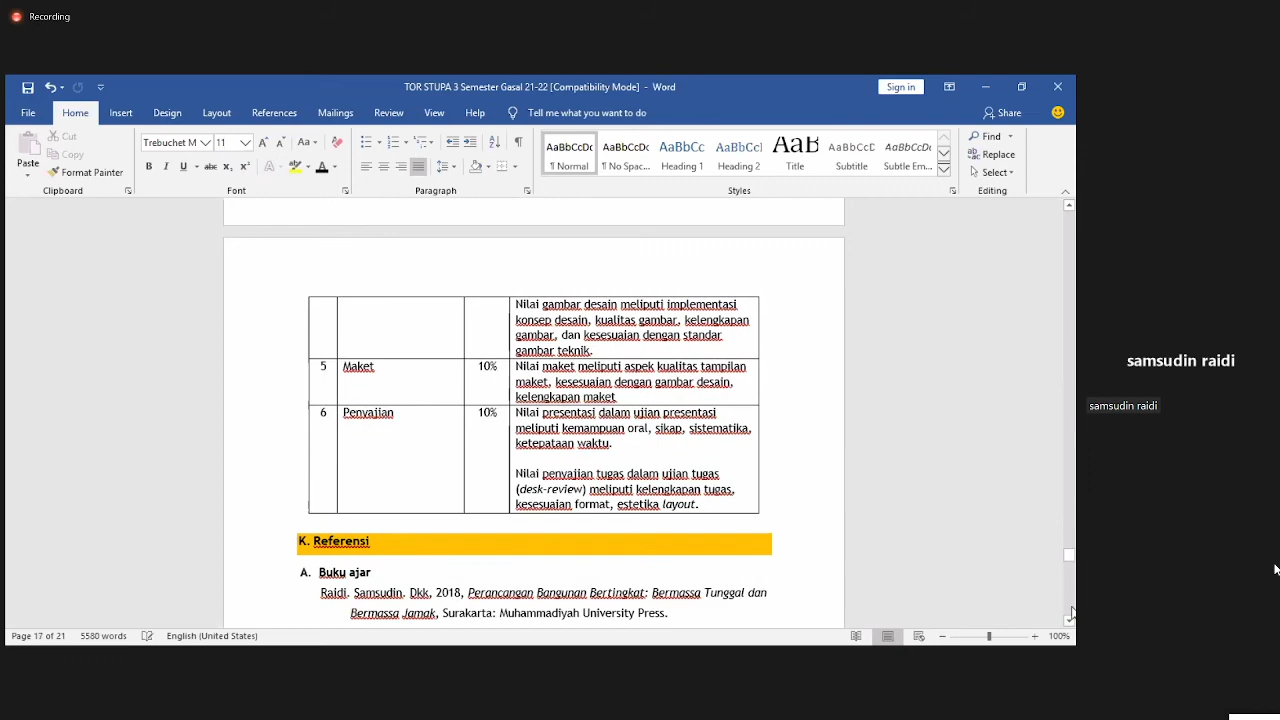 Recording
TOR STUPA 3 Semester Gasal 21-22 [Compatibility Mode] - Word
Sign in
File Home Insert Design Layout References Mailings Review View Help Tell me what you want to do Share
Paste
Cut
Copy
Format Painter
Clipboard
Trebuchet M 11
Font
Paragraph
AaBbCcDc AaBbCcDc AaBbCc AaBbCcI AaB AaBbCcD AaBbCcDc
¶ Normal ¶ No Spac... Heading 1 Heading 2 Title Subtitle Subtle Em...
Styles
Find
Replace
Select
Editing
Nilai gambar desain meliputi implementasi
konsep desain, kualitas gambar, kelengkapan
gambar, dan kesesuaian dengan standar
gambar teknik.
5 Maket 10% Nilai maket meliputi aspek kualitas tampilan
maket, kesesuaian dengan gambar desain,
kelengkapan maket
6 Penyajian 10% Nilai presentasi dalam ujian presentasi
meliputi kemampuan oral, sikap, sistematika,
ketepataan waktu.
Nilai penyajian tugas dalam ujian tugas
(desk-review) meliputi kelengkapan tugas,
kesesuaian format, estetika layout.
K. Referensi
A. Buku ajar
Raidi. Samsudin. Dkk, 2018, Perancangan Bangunan Bertingkat: Bermassa Tunggal dan
Bermassa Jamak, Surakarta: Muhammadiyah University Press.
Page 17 of 21 5580 words English (United States) 100%
samsudin raidi
samsudin raidi